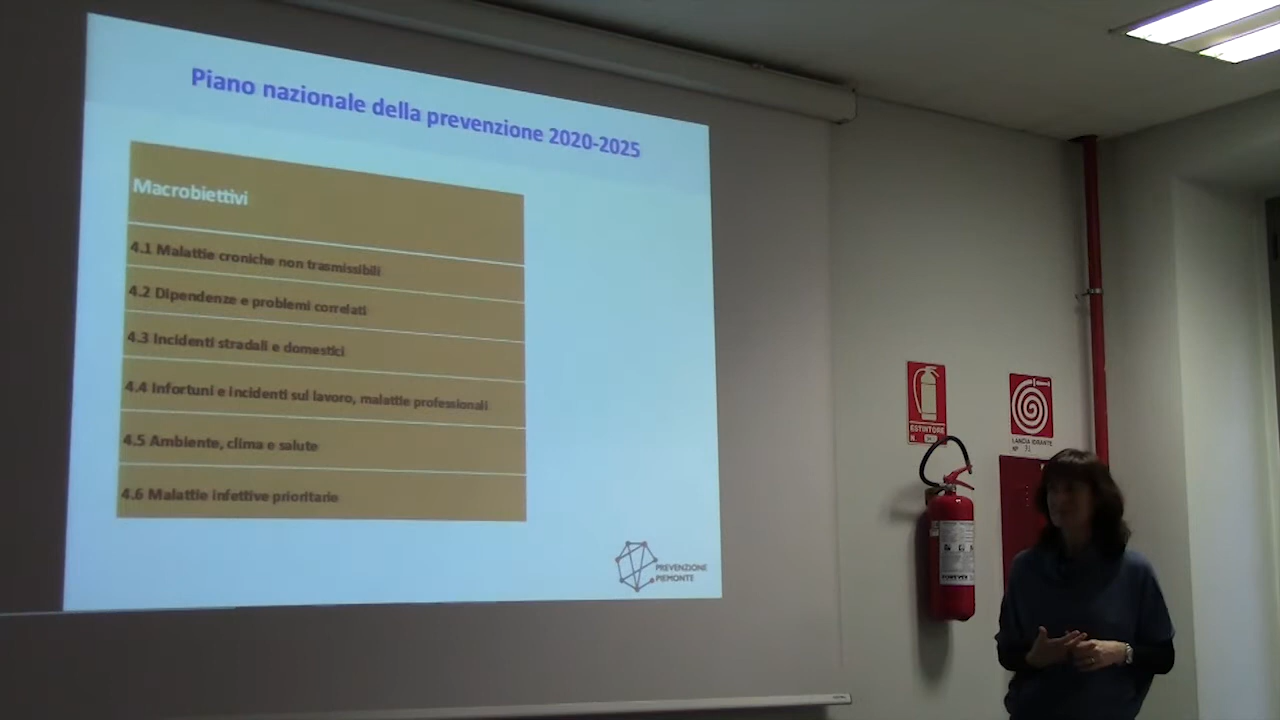 Piano nazionale della prevenzione 2020-2025
Macrobiettivi
4.1 Malattie croniche non trasmissibili
4.2 Dipendenze e problemi correlati
4.3 Incidenti stradali e domestici
4.4 Infortuni e incidenti sul lavoro, malattie professionali
4.5 Ambiente, clima e salute
4.6 Malattie infettive prioritarie
PREVENZIONE
PIEMONTE
ESTINTORE
N.
LANCIA IDRANTE